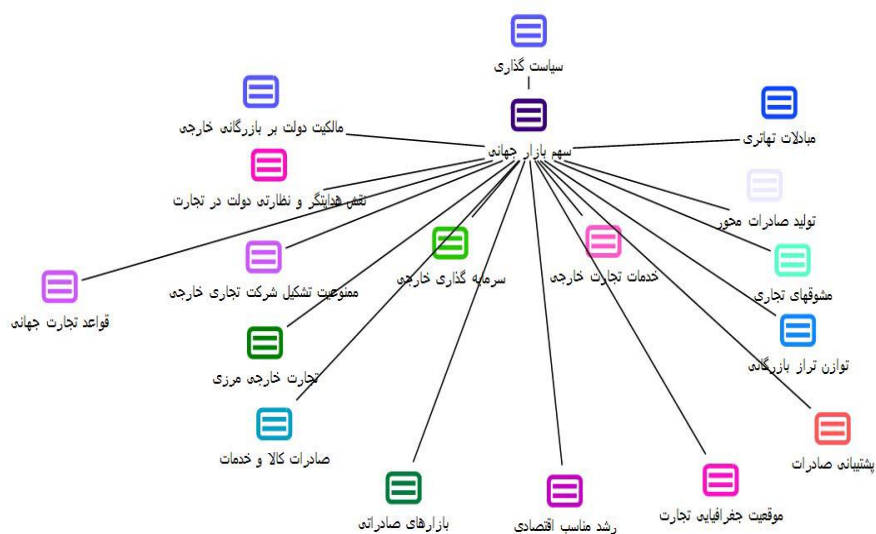 سیاست گذاری
سهم بازار جهانی
مالکیت دولت بر بازرگانی خارجی
مبادلات تهاتری
نقش هدایتگر و نظارتی دولت در تجارت
تولید صادرات محور
قواعد تجارت جهانی
ممنوعیت تشکیل شرکت تجاری خارجی
سرمایه گذاری خارجی
خدمات تجارت خارجی
مشوقهای تجاری
توازن تراز بازرگانی
تجارت خارجی مرزی
صادرات کالا و خدمات
پشتیبانی صادرات
بازارهای صادراتی
رشد مناسب اقتصادی
موقعیت جغرافیایی تجارت